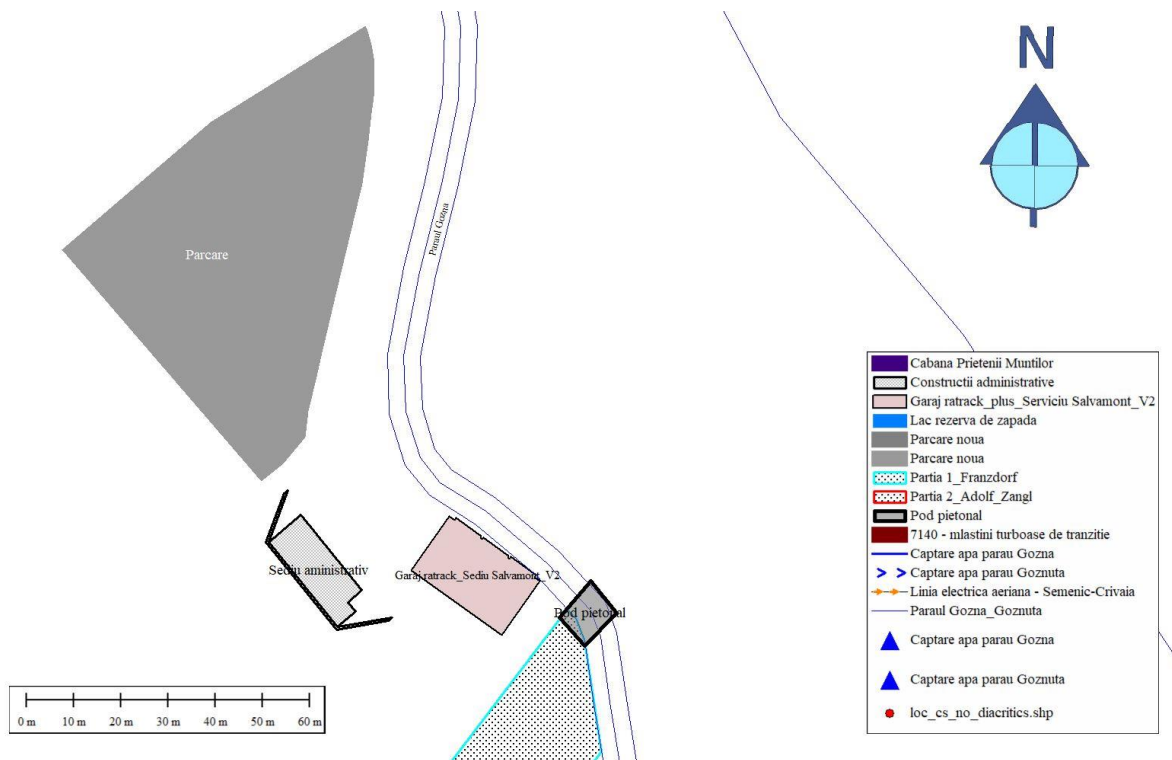 N
Parcare
Paraul Gozna
Sediu aministrativ
Garaj ratrack_Sediu Salvamont_V2
Pod pietonal
0 m 10 m 20 m 30 m 40 m 50 m 60 m
Cabana Prietenii Muntilor
Constructii administrative
Garaj ratrack_plus_Serviciu Salvamont_V2
Lac rezerva de zapada
Parcare noua
Parcare noua
Partia 1_Franzdorf
Partia 2_Adolf_Zangl
Pod pietonal
7140 - mlastini turboase de tranzitie
Captare apa parau Gozna
Captare apa parau Goznuta
Linia electrica aeriana - Semenic-Crivaia
Paraul Gozna_Goznuta
Captare apa parau Gozna
Captare apa parau Goznuta
loc_cs_no_diacritics.shp